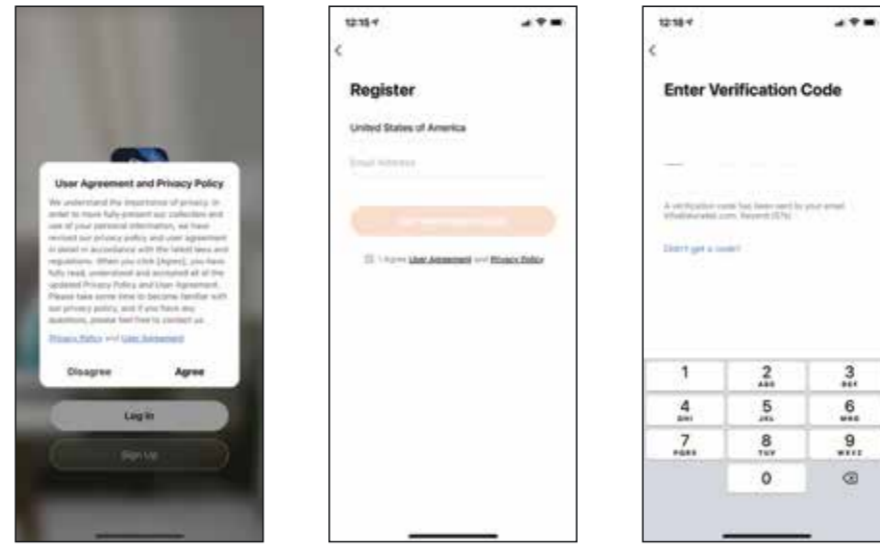 User Agreement and Privacy Policy
We understand the importance of privacy. In
order to more fully present our collection and
use of your personal information, we have
revised our privacy policy and user agreement
in detail in accordance with the latest laws and
regulations. When you click [Agree], you have
fully read, understood and accepted all of the
updated Privacy Policy and User Agreement.
Please take some time to become familiar with
our privacy policy, and if you have any
questions, please feel free to contact us.
Privacy Policy and User Agreement
Disagree Agree
Log In
Sign Up
12:15
Register
United States of America
Email Address
I Agree User Agreement and Privacy Policy
12:15
Enter Verification Code
A verification code has been sent to your email
Resend
Didn't get a code?
1 2 ABC 3 DEF
4 GHI 5 JKL 6 MNO
7 PQRS 8 TUV 9 WXYZ
0